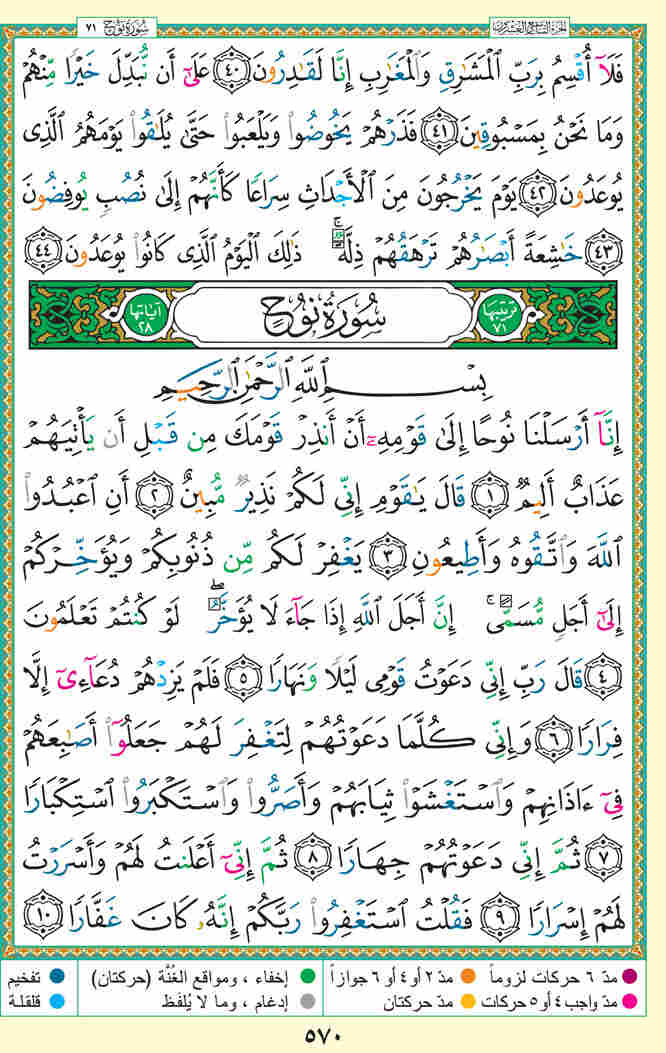 سُورَةُ نُوحٍ ٧١
الجزء التاسع والعشرون
فَلَآ أُقْسِمُ بِرَبِّ ٱلْمَشَٰرِقِ وَٱلْمَغَٰرِبِ إِنَّا لَقَٰدِرُونَ ٤٠ عَلَىٰٓ أَن نُّبَدِّلَ خَيْرًا مِّنْهُمْ
وَمَا نَحْنُ بِمَسْبُوقِينَ ٤١ فَذَرْهُمْ يَخُوضُوا۟ وَيَلْعَبُوا۟ حَتَّىٰ يُلَٰقُوا۟ يَوْمَهُمُ ٱلَّذِى
يُوعَدُونَ ٤٢ يَوْمَ يَخْرُجُونَ مِنَ ٱلْأَجْدَاثِ سِرَاعًا كَأَنَّهُمْ إِلَىٰ نُصُبٍ يُوفِضُونَ
٤٣ خَٰشِعَةً أَبْصَٰرُهُمْ تَرْهَقُهُمْ ذِلَّةٌ ۚ ذَٰلِكَ ٱلْيَوْمُ ٱلَّذِى كَانُوا۟ يُوعَدُونَ ٤٤
ترتيبها ٧١ سُورَةُ نُوحٍ آياتها ٢٨
بِسْمِ ٱللَّهِ ٱلرَّحْمَٰنِ ٱلرَّحِيمِ
إِنَّآ أَرْسَلْنَا نُوحًا إِلَىٰ قَوْمِهِۦٓ أَنْ أَنذِرْ قَوْمَكَ مِن قَبْلِ أَن يَأْتِيَهُمْ
عَذَابٌ أَلِيمٌ ١ قَالَ يَٰقَوْمِ إِنِّى لَكُمْ نَذِيرٌ مُّبِينٌ ٢ أَنِ ٱعْبُدُوا۟
ٱللَّهَ وَٱتَّقُوهُ وَأَطِيعُونِ ٣ يَغْفِرْ لَكُم مِّن ذُنُوبِكُمْ وَيُؤَخِّرْكُمْ
إِلَىٰٓ أَجَلٍ مُّسَمًّى ۚ إِنَّ أَجَلَ ٱللَّهِ إِذَا جَآءَ لَا يُؤَخَّرُ ۖ لَوْ كُنتُمْ تَعْلَمُونَ
٤ قَالَ رَبِّ إِنِّى دَعَوْتُ قَوْمِى لَيْلًا وَنَهَارًا ٥ فَلَمْ يَزِدْهُمْ دُعَآءِىٓ إِلَّا
فِرَارًا ٦ وَإِنِّى كُلَّمَا دَعَوْتُهُمْ لِتَغْفِرَ لَهُمْ جَعَلُوٓا۟ أَصَٰبِعَهُمْ
فِىٓ ءَاذَانِهِمْ وَٱسْتَغْشَوْا۟ ثِيَابَهُمْ وَأَصَرُّوا۟ وَٱسْتَكْبَرُوا۟ ٱسْتِكْبَارًا
٧ ثُمَّ إِنِّى دَعَوْتُهُمْ جِهَارًا ٨ ثُمَّ إِنِّىٓ أَعْلَنتُ لَهُمْ وَأَسْرَرْتُ
لَهُمْ إِسْرَارًا ٩ فَقُلْتُ ٱسْتَغْفِرُوا۟ رَبَّكُمْ إِنَّهُۥ كَانَ غَفَّارًا ١٠
مدّ ٦ حركات لزوماً مدّ ٢ أو ٤ أو ٦ جوازاً إخفاء ، ومواقع الغُنَّة (حركتان) تفخيم
مدّ واجب ٤ أو ٥ حركات مدّ حركتان إدغام ، وما لا يُلفَظ قلقلة
٥٧٠